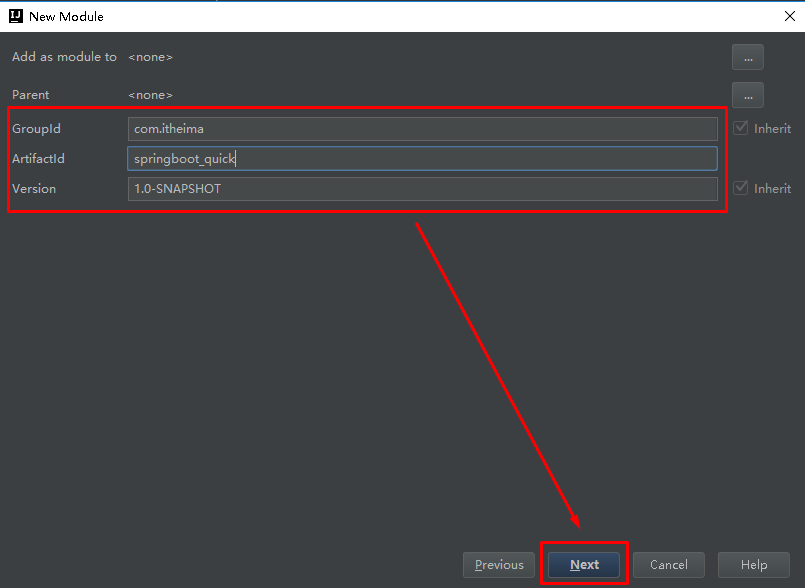 New Module
Add as module to <none> ...
Parent <none> ...
GroupId com.itheima Inherit
ArtifactId springboot_quick
Version 1.0-SNAPSHOT Inherit
Previous Next Cancel Help